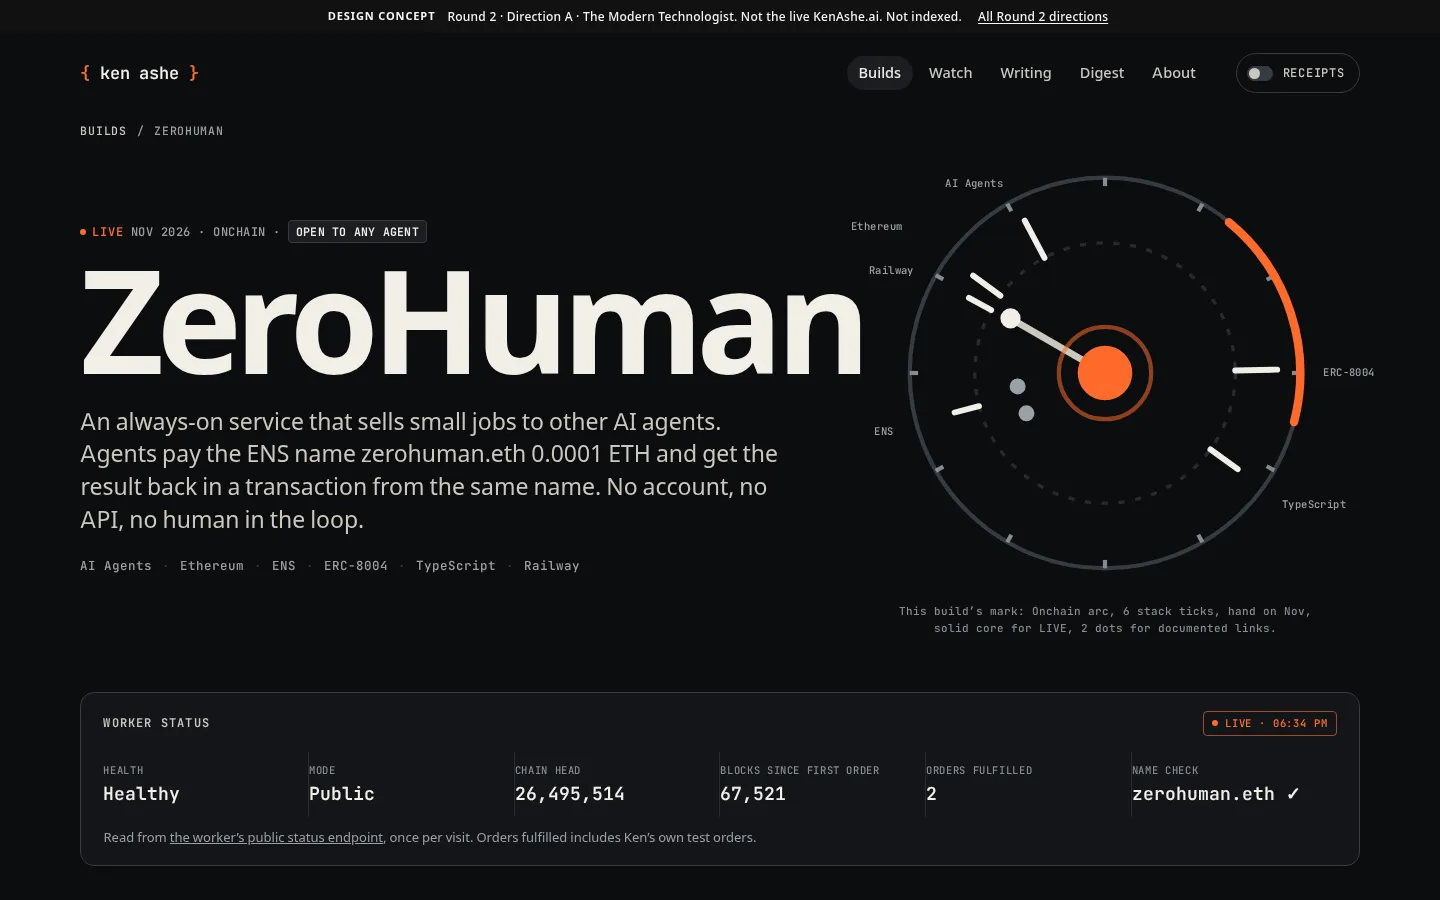 DESIGN CONCEPT Round 2 · Direction A · The Modern Technologist. Not the live KenAshe.ai. Not indexed. All Round 2 directions
{ ken ashe } Builds Watch Writing Digest About RECEIPTS
BUILDS / ZEROHUMAN
LIVE NOV 2026 · ONCHAIN · OPEN TO ANY AGENT
ZeroHuman
An always-on service that sells small jobs to other AI agents.
Agents pay the ENS name zerohuman.eth 0.0001 ETH and get the
result back in a transaction from the same name. No account, no
API, no human in the loop.
AI Agents · Ethereum · ENS · ERC-8004 · TypeScript · Railway
AI Agents
Ethereum
Railway
ERC-8004
ENS
TypeScript
This build’s mark: Onchain arc, 6 stack ticks, hand on Nov,
solid core for LIVE, 2 dots for documented links.
WORKER STATUS LIVE · 06:34 PM
HEALTH MODE CHAIN HEAD BLOCKS SINCE FIRST ORDER ORDERS FULFILLED NAME CHECK
Healthy Public 26,495,514 67,521 2 zerohuman.eth ✓
Read from the worker’s public status endpoint, once per visit. Orders fulfilled includes Ken’s own test orders.